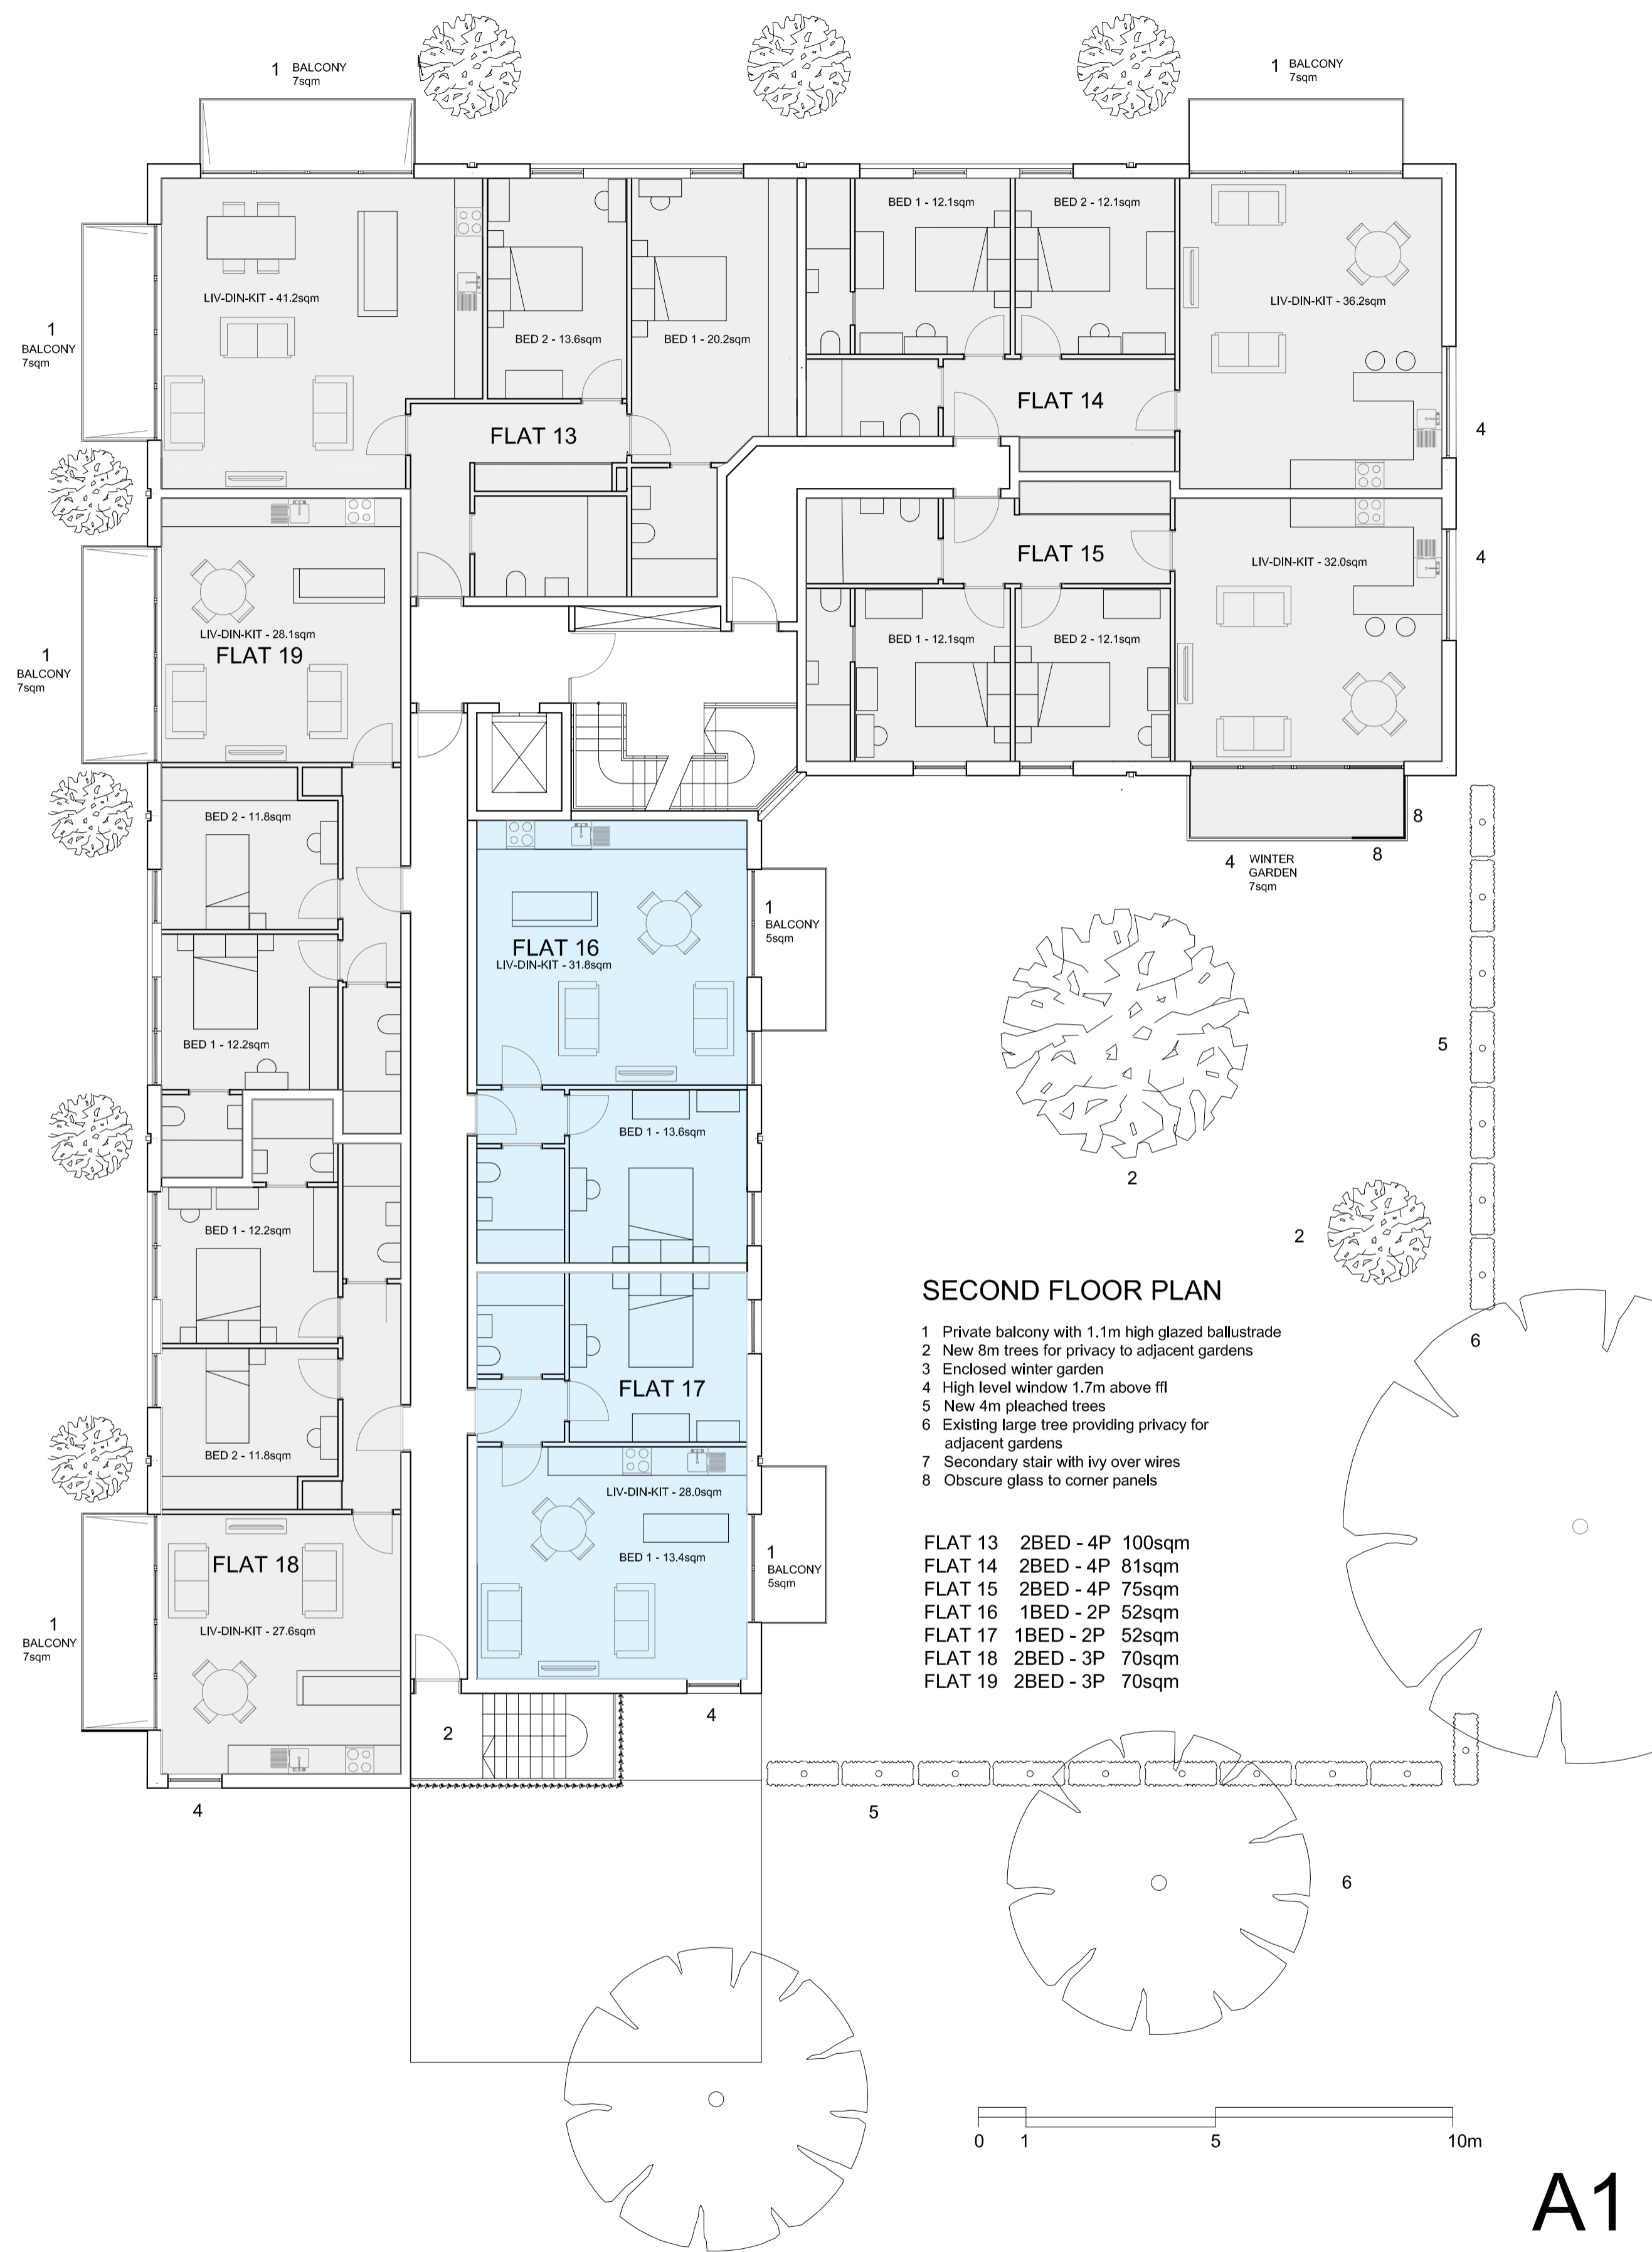 1 BALCONY
7sqm
1 BALCONY
7sqm
BED 1 - 12.1sqm
BED 2 - 12.1sqm
LIV-DIN-KIT - 41.2sqm
LIV-DIN-KIT - 36.2sqm
1
BALCONY
7sqm
BED 2 - 13.6sqm
BED 1 - 20.2sqm
FLAT 14
FLAT 13
4
4
FLAT 15
LIV-DIN-KIT - 32.0sqm
LIV-DIN-KIT - 28.1sqm
FLAT 19
BED 1 - 12.1sqm
BED 2 - 12.1sqm
1
BALCONY
7sqm
BED 2 - 11.8sqm
8
8
4 WINTER
GARDEN
7sqm
1
BALCONY
5sqm
FLAT 16
LIV-DIN-KIT - 31.8sqm
BED 1 - 12.2sqm
5
BED 1 - 13.6sqm
2
BED 1 - 12.2sqm
2
SECOND FLOOR PLAN
1 Private balcony with 1.1m high glazed ballustrade
2 New 8m trees for privacy to adjacent gardens
3 Enclosed winter garden
4 High level window 1.7m above ffl
5 New 4m pleached trees
6 Existing large tree providing privacy for
adjacent gardens
7 Secondary stair with ivy over wires
8 Obscure glass to corner panels
6
FLAT 17
BED 2 - 11.8sqm
LIV-DIN-KIT - 28.0sqm
BED 1 - 13.4sqm
1
BALCONY
5sqm
FLAT 18
LIV-DIN-KIT - 27.6sqm
1
BALCONY
7sqm
FLAT 13 2BED - 4P 100sqm
FLAT 14 2BED - 4P 81sqm
FLAT 15 2BED - 4P 75sqm
FLAT 16 1BED - 2P 52sqm
FLAT 17 1BED - 2P 52sqm
FLAT 18 2BED - 3P 70sqm
FLAT 19 2BED - 3P 70sqm
4
2
4
5
6
0 1 5 10m
A1